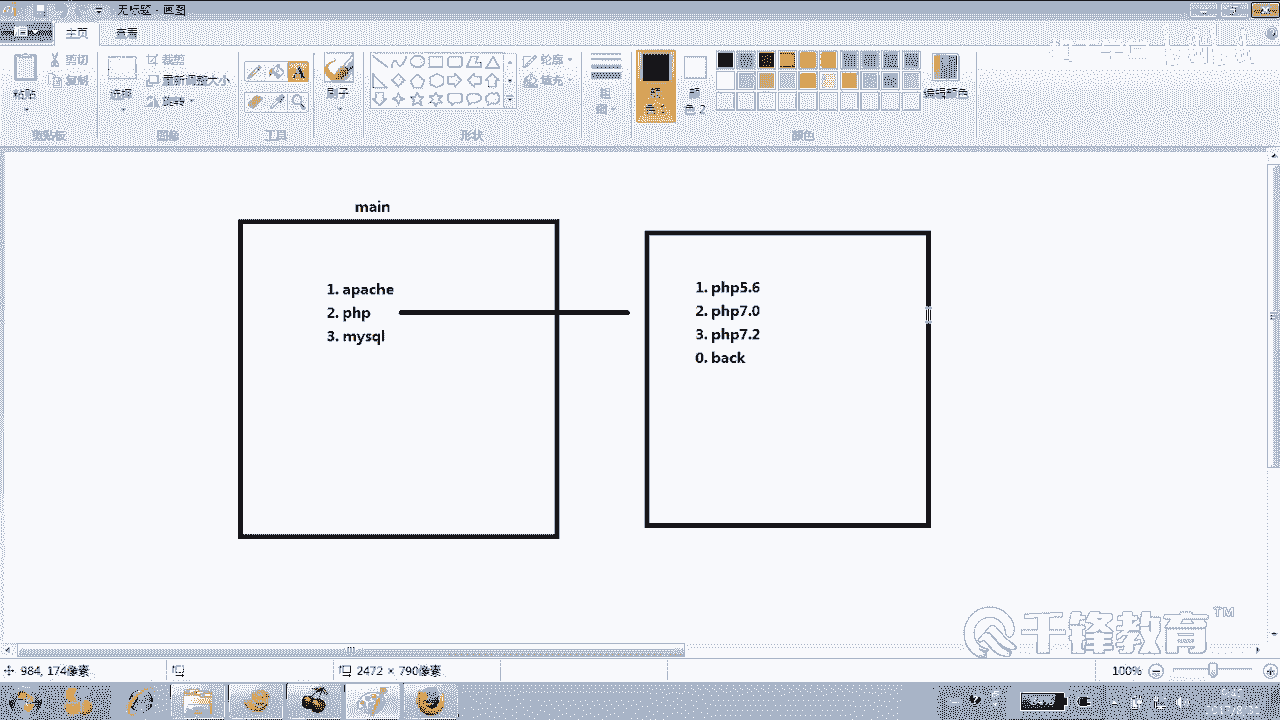 无标题 - 画图
主页
查看
粘贴
剪切
复制
剪贴板
裁剪
重新调整大小
图像
工具
刷子
轮廓
填充
形状
粗
细
颜
色 1
颜
色 2
编辑颜色
颜色
main
1. apache
2. php
3. mysql
1. php5.6
2. php7.0
3. php7.2
0. back
千锋教育™
984, 174像素
2472 × 790像素
100%